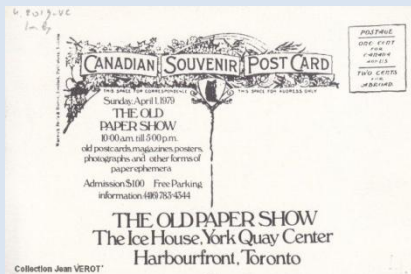 POSTAGE
ONE CENT
FOR
CANADA
AND U.S.
TWO CENTS
FOR
ABROAD
CANADIAN SOUVENIR POST CARD
THIS SPACE FOR CORRESPONDENCE
THIS SPACE FOR ADDRESS ONLY
Sunday, April 1, 1979
THE OLD
PAPER SHOW
10:00 a.m. till 5:00 p.m.
old postcards, magazines, posters,
photographs and other forms of
paper ephemera
Admission $1.00 Free Parking
information: (416) 783-4344
THE OLD PAPER SHOW
The Ice House, York Quay Center
Harbourfront, Toronto
Collection Jean VEROT'